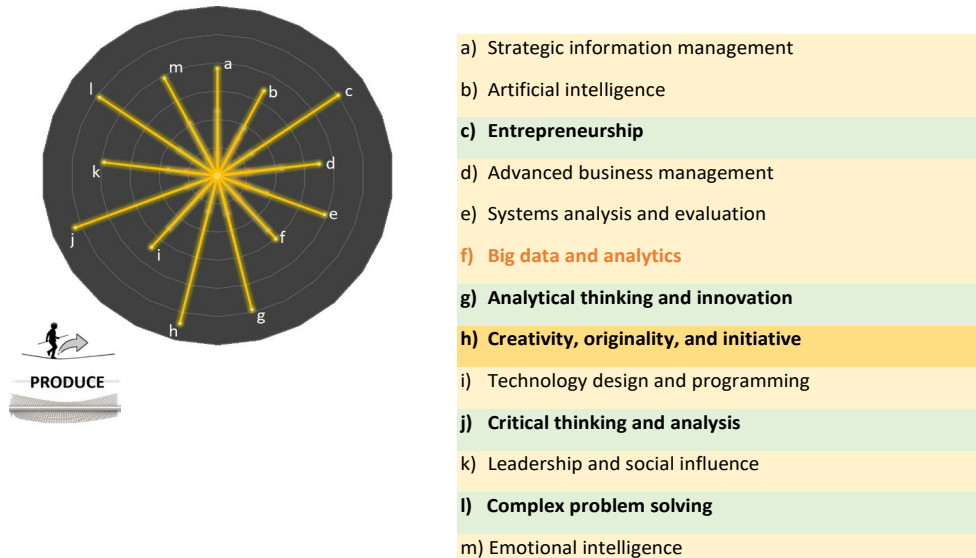 a
b
c
d
e
f
g
h
i
j
k
l
m
PRODUCE
a) Strategic information management
b) Artificial intelligence
c) Entrepreneurship
d) Advanced business management
e) Systems analysis and evaluation
f) Big data and analytics
g) Analytical thinking and innovation
h) Creativity, originality, and initiative
i) Technology design and programming
j) Critical thinking and analysis
k) Leadership and social influence
l) Complex problem solving
m) Emotional intelligence